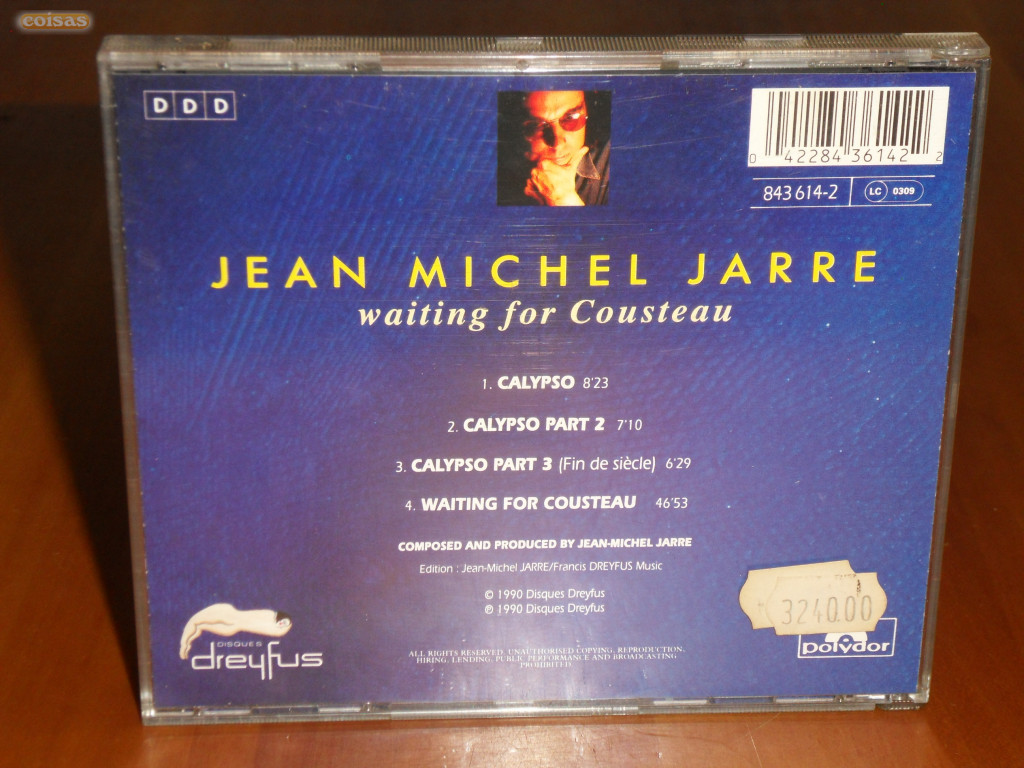 coisas
D D D
0 42284 36142 2
843 614-2 LC 0309
JEAN MICHEL JARRE
waiting for Cousteau
1. CALYPSO 8'23
2. CALYPSO PART 2 7'10
3. CALYPSO PART 3 (Fin de siècle) 6'29
4. WAITING FOR COUSTEAU 46'53
COMPOSED AND PRODUCED BY JEAN-MICHEL JARRE
Edition : Jean-Michel JARRE/Francis DREYFUS Music
© 1990 Disques Dreyfus
℗ 1990 Disques Dreyfus
3240.00
DISQUES
dreyfus
polydor
ALL RIGHTS RESERVED. UNAUTHORISED COPYING, REPRODUCTION,
HIRING, LENDING, PUBLIC PERFORMANCE AND BROADCASTING
PROHIBITED.